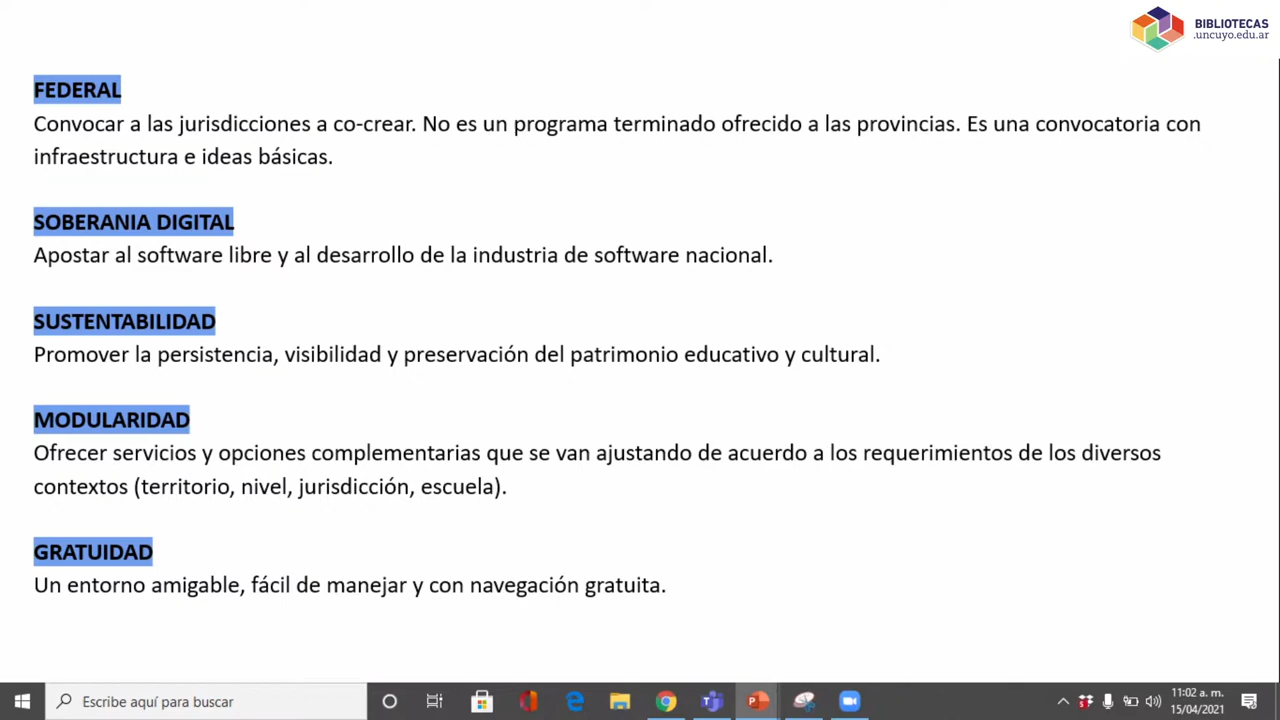 BIBLIOTECAS
.uncuyo.edu.ar
FEDERAL
Convocar a las jurisdicciones a co-crear. No es un programa terminado ofrecido a las provincias. Es una convocatoria con
infraestructura e ideas básicas.
SOBERANIA DIGITAL
Apostar al software libre y al desarrollo de la industria de software nacional.
SUSTENTABILIDAD
Promover la persistencia, visibilidad y preservación del patrimonio educativo y cultural.
MODULARIDAD
Ofrecer servicios y opciones complementarias que se van ajustando de acuerdo a los requerimientos de los diversos
contextos (territorio, nivel, jurisdicción, escuela).
GRATUIDAD
Un entorno amigable, fácil de manejar y con navegación gratuita.
Escribe aquí para buscar
11:02 a. m.
15/04/2021